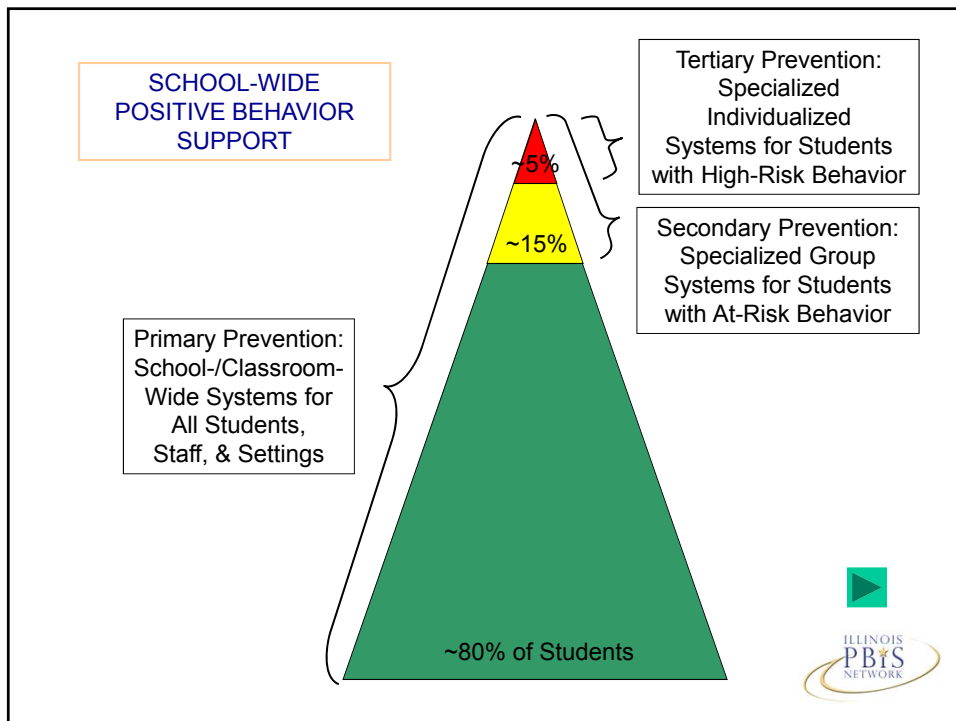 SCHOOL-WIDE
POSITIVE BEHAVIOR
SUPPORT
Tertiary Prevention:
Specialized
Individualized
Systems for Students
with High-Risk Behavior
~5%
~15%
Secondary Prevention:
Specialized Group
Systems for Students
with At-Risk Behavior
Primary Prevention:
School-/Classroom-
Wide Systems for
All Students,
Staff, & Settings
~80% of Students
ILLINOIS
PBIS
NETWORK